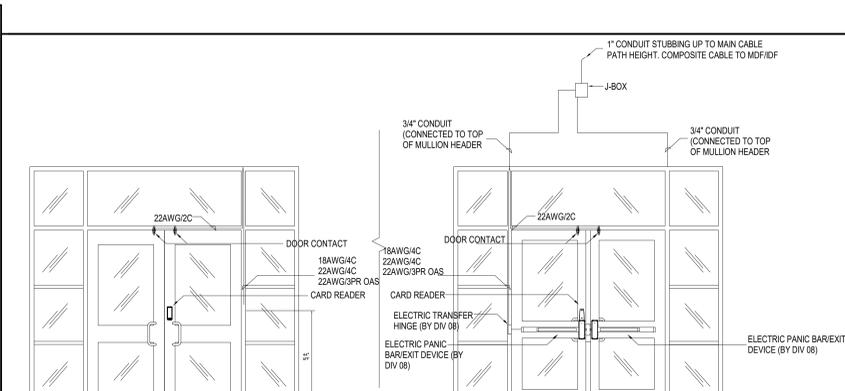 1" CONDUIT STUBBING UP TO MAIN CABLE
PATH HEIGHT. COMPOSITE CABLE TO MDF/IDF
J-BOX
3/4" CONDUIT
(CONNECTED TO TOP
OF MULLION HEADER
3/4" CONDUIT
(CONNECTED TO TOP
OF MULLION HEADER
22AWG/2C
DOOR CONTACT
18AWG/4C
22AWG/4C
22AWG/3PR OAS
CARD READER
22AWG/2C
DOOR CONTACT
18AWG/4C
22AWG/4C
22AWG/3PR OAS
CARD READER
ELECTRIC TRANSFER
HINGE (BY DIV 08)
ELECTRIC PANIC
BAR/EXIT DEVICE (BY
DIV 08)
ELECTRIC PANIC BAR/EXIT
DEVICE (BY DIV 08)